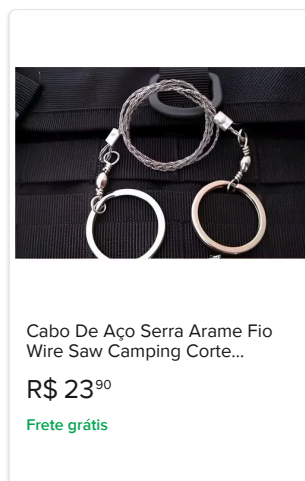 Cabo De Aço Serra Arame Fio
Wire Saw Camping Corte...
R$ 23⁹⁰
Frete grátis